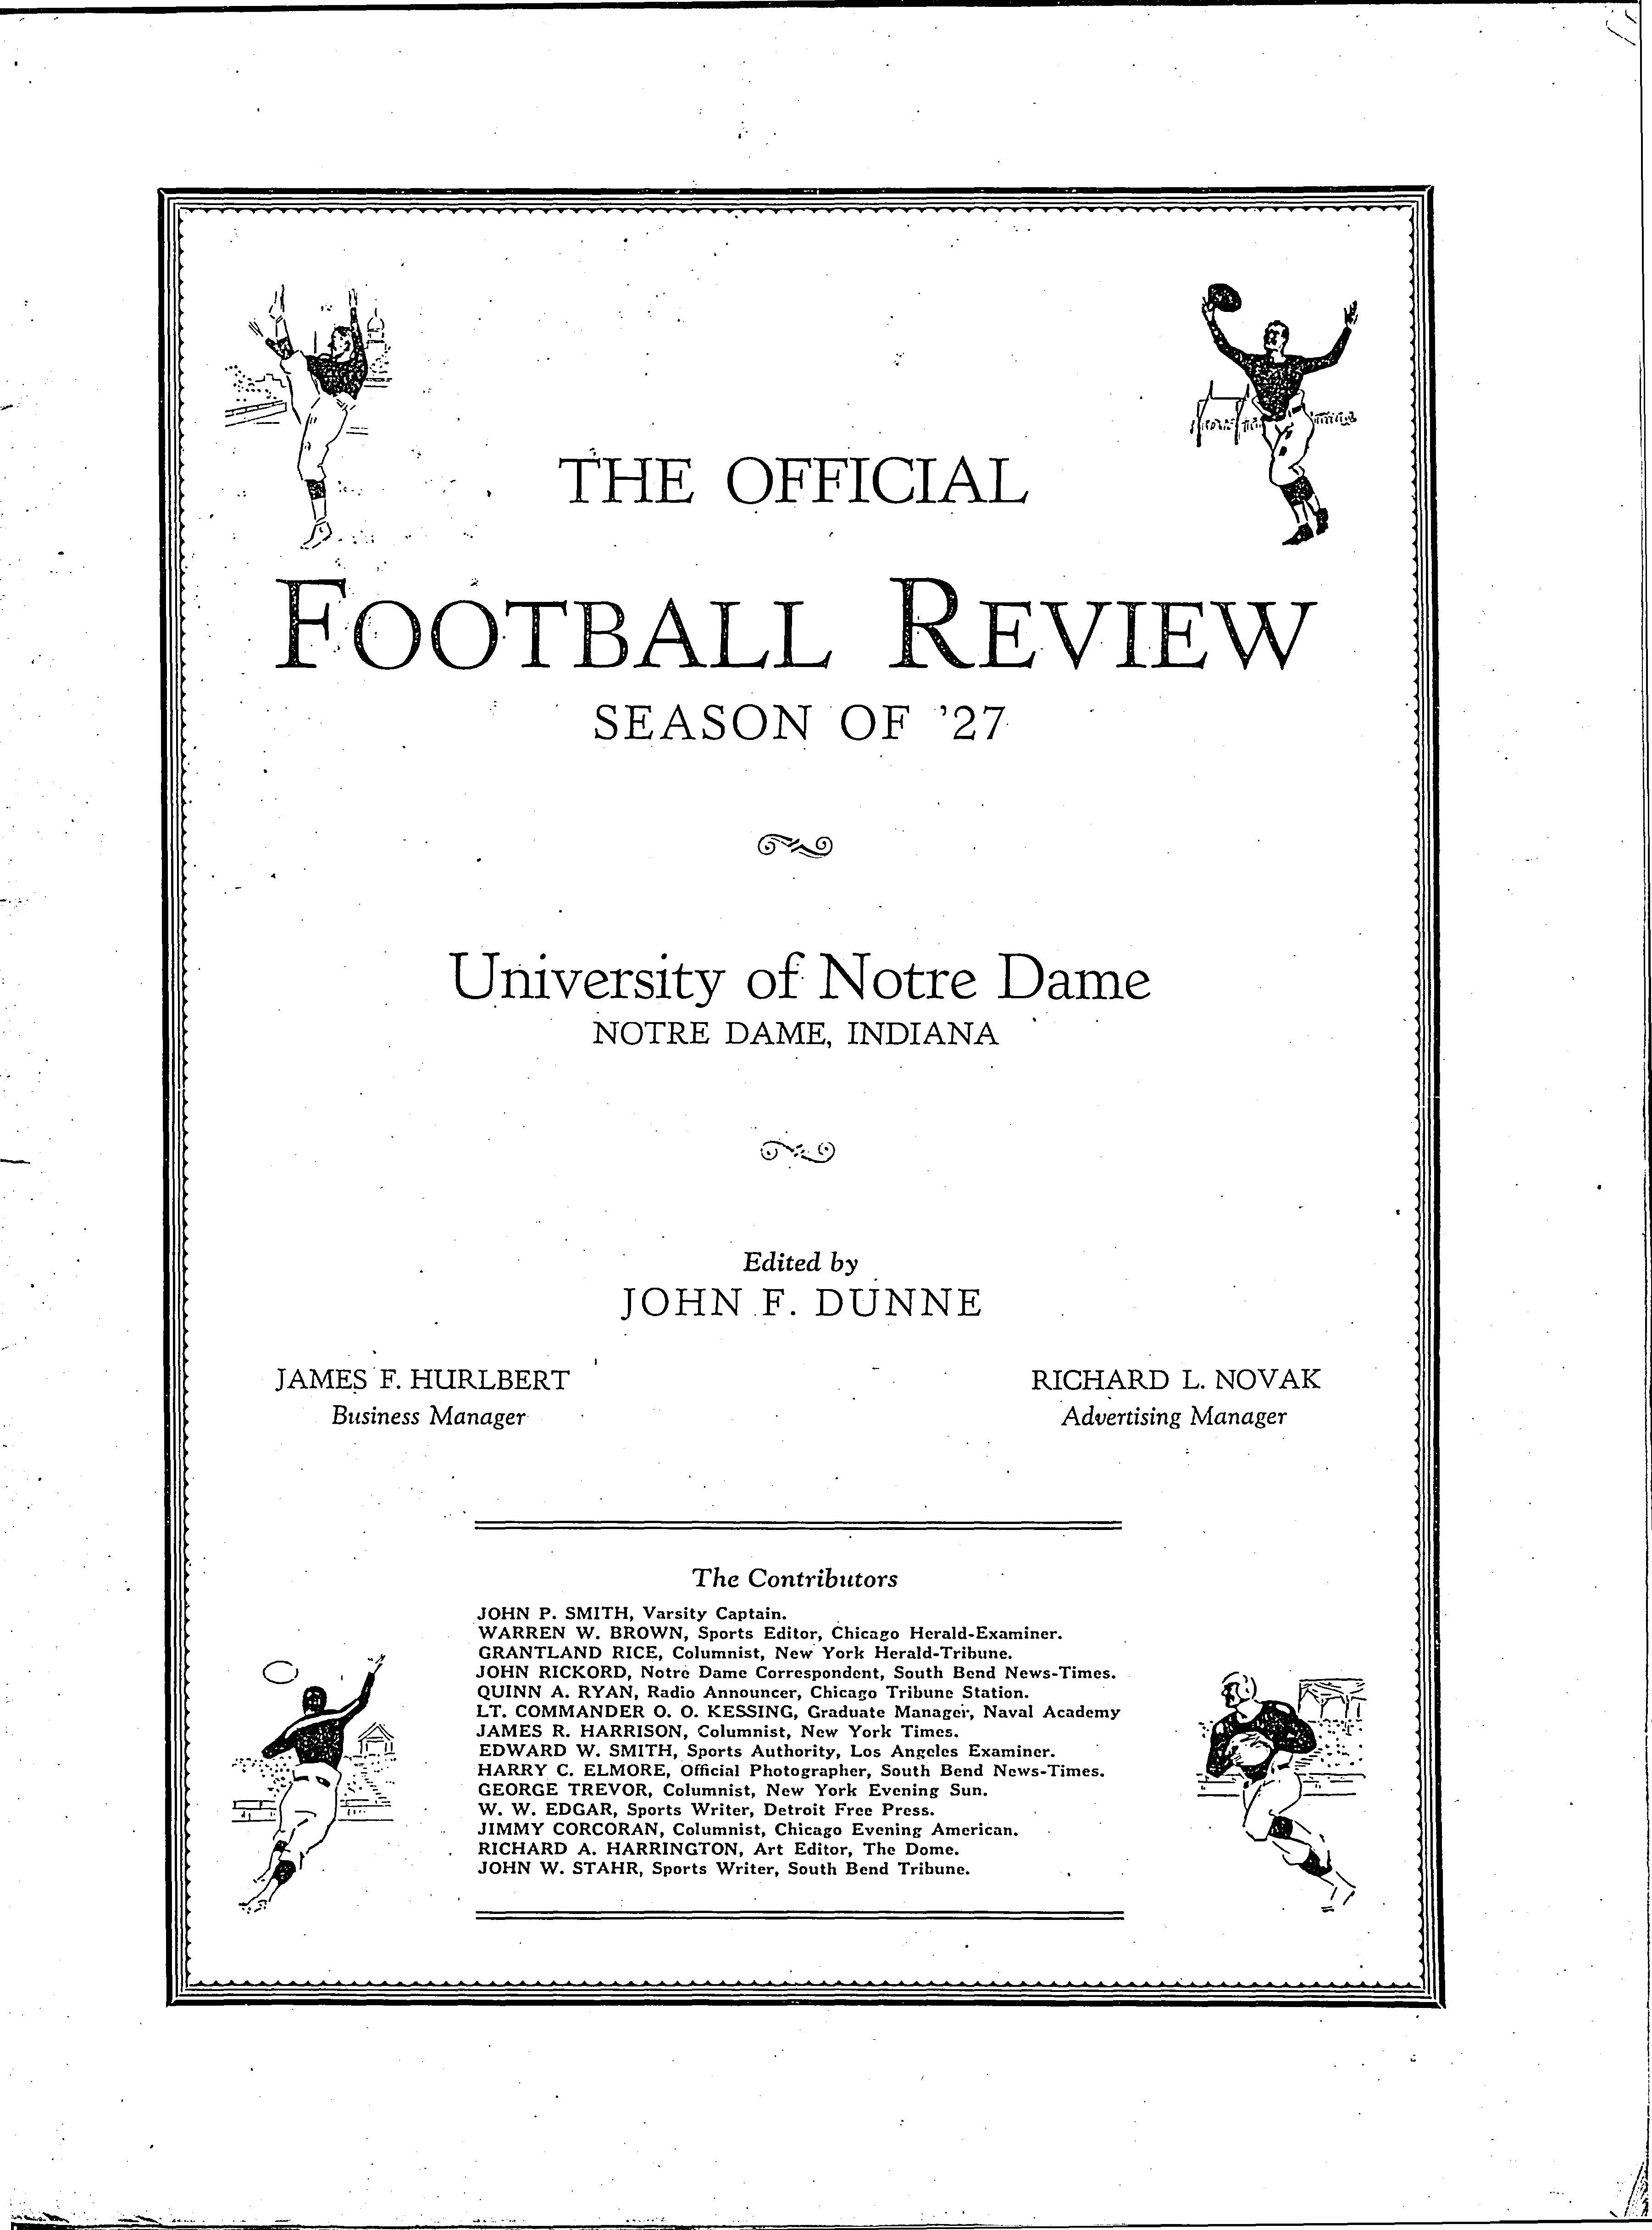 THE OFFICIAL
FOOTBALL REVIEW
SEASON OF '27
University of Notre Dame
NOTRE DAME, INDIANA
Edited by
JOHN F. DUNNE
JAMES F. HURLBERT
Business Manager
RICHARD L. NOVAK
Advertising Manager
The Contributors
JOHN P. SMITH, Varsity Captain.
WARREN W. BROWN, Sports Editor, Chicago Herald-Examiner.
GRANTLAND RICE, Columnist, New York Herald-Tribune.
JOHN RICKORD, Notre Dame Correspondent, South Bend News-Times.
QUINN A. RYAN, Radio Announcer, Chicago Tribune Station.
LT. COMMANDER O. O. KESSING, Graduate Manager, Naval Academy
JAMES R. HARRISON, Columnist, New York Times.
EDWARD W. SMITH, Sports Authority, Los Angeles Examiner.
HARRY C. ELMORE, Official Photographer, South Bend News-Times.
GEORGE TREVOR, Columnist, New York Evening Sun.
W. W. EDGAR, Sports Writer, Detroit Free Press.
JIMMY CORCORAN, Columnist, Chicago Evening American.
RICHARD A. HARRINGTON, Art Editor, The Dome.
JOHN W. STAHR, Sports Writer, South Bend Tribune.